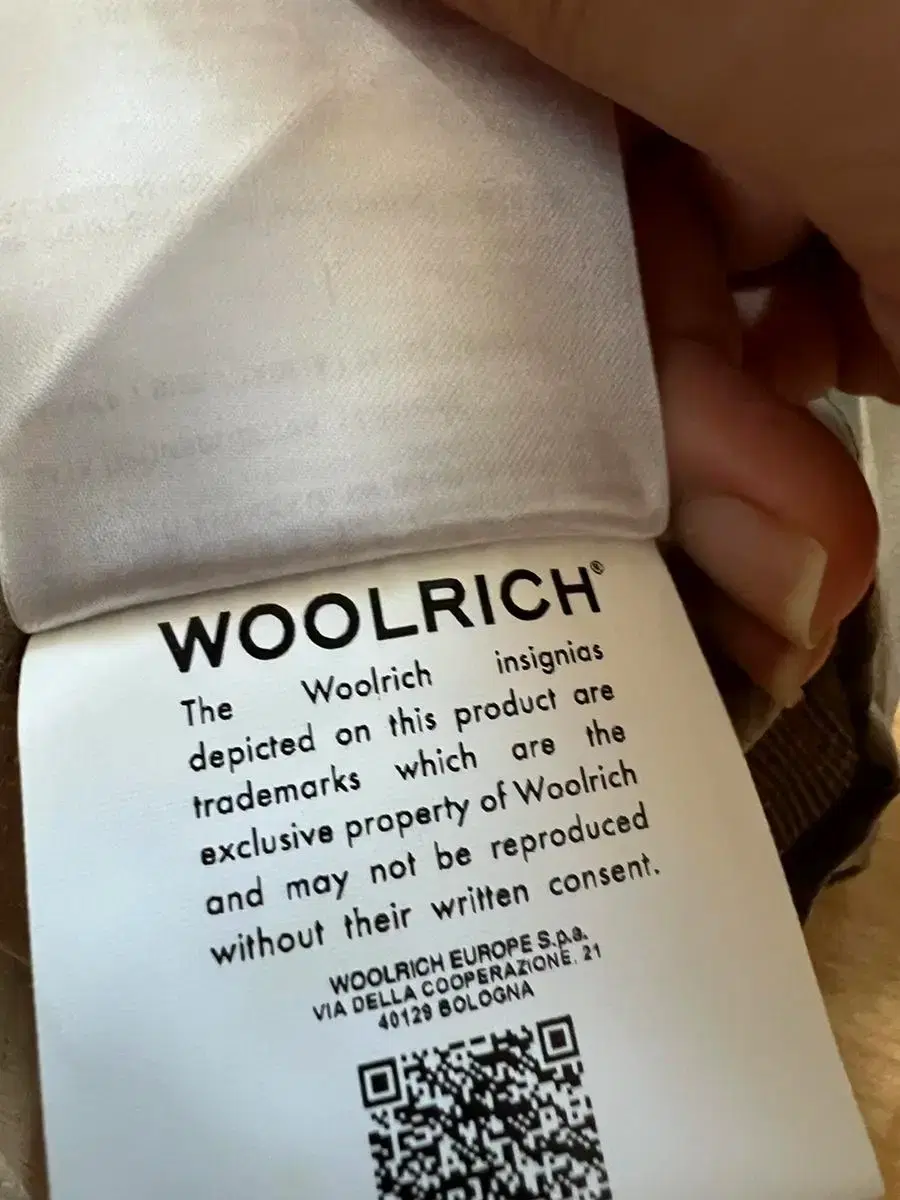 WOOLRICH®
The Woolrich insignias
depicted on this product are
trademarks which are the
exclusive property of Woolrich
and may not be reproduced
without their written consent.
WOOLRICH EUROPE S.p.a.
VIA DELLA COOPERAZIONE, 21
40129 BOLOGNA